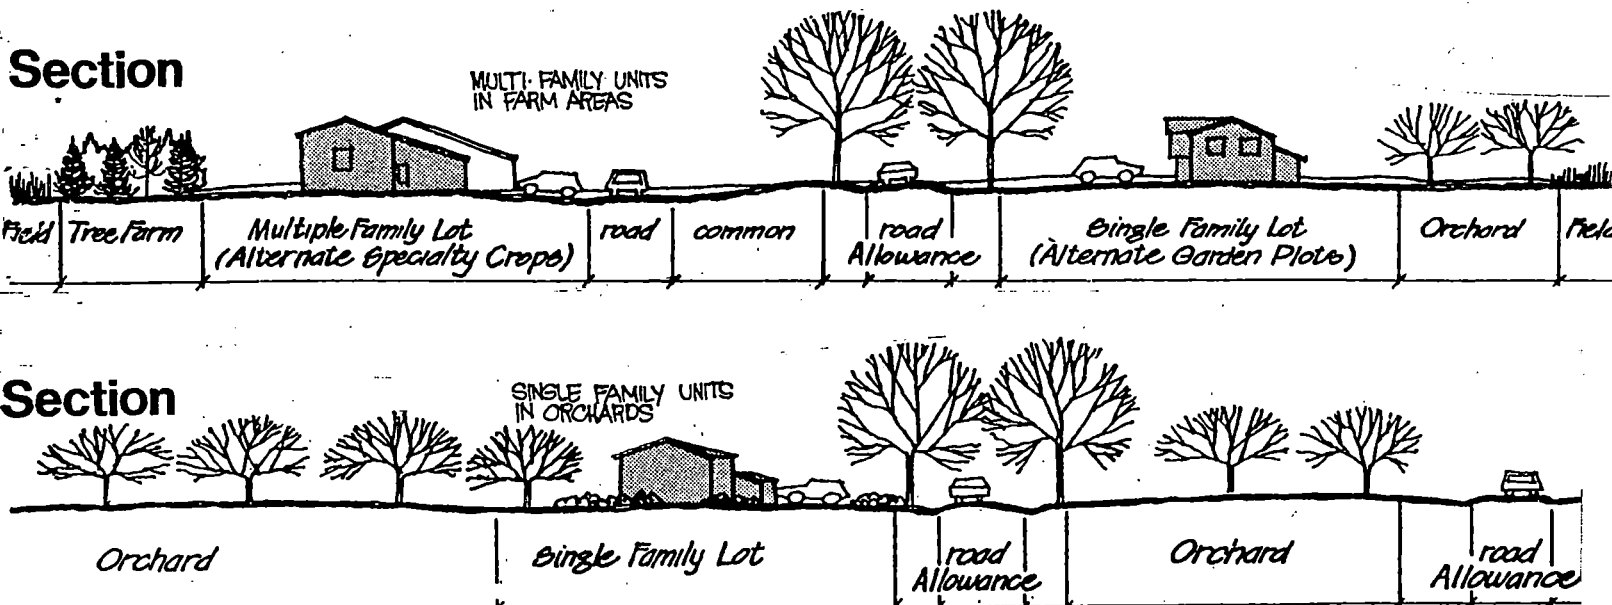 Section
MULTI-FAMILY UNITS
IN FARM AREAS
Field
Tree Farm
Multiple Family Lot
(Alternate Specialty Crops)
road
common
road
Allowance
Single Family Lot
(Alternate Garden Plots)
Orchard
Field
Section
SINGLE FAMILY UNITS
IN ORCHARDS
Orchard
Single Family Lot
road
Allowance
Orchard
road
Allowance